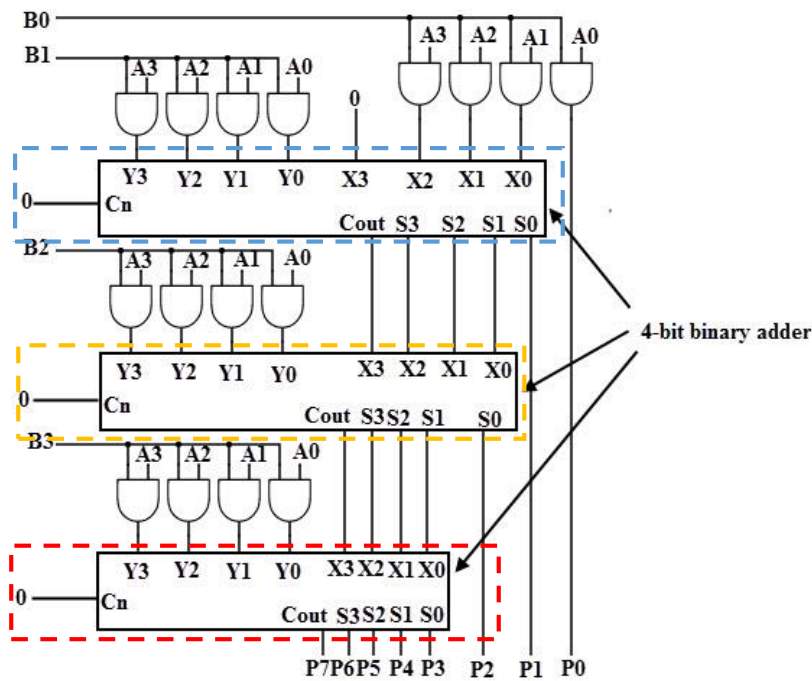 B0
A3 A2 A1 A0
B1
A3 A2 A1 A0
0
Y3 Y2 Y1 Y0 X3 X2 X1 X0
0 Cn
Cout S3 S2 S1 S0
B2
A3 A2 A1 A0
4-bit binary adder
Y3 Y2 Y1 Y0 X3 X2 X1 X0
0 Cn
Cout S3 S2 S1 S0
B3
A3 A2 A1 A0
Y3 Y2 Y1 Y0 X3 X2 X1 X0
0 Cn
Cout S3 S2 S1 S0
P7 P6 P5 P4 P3 P2 P1 P0